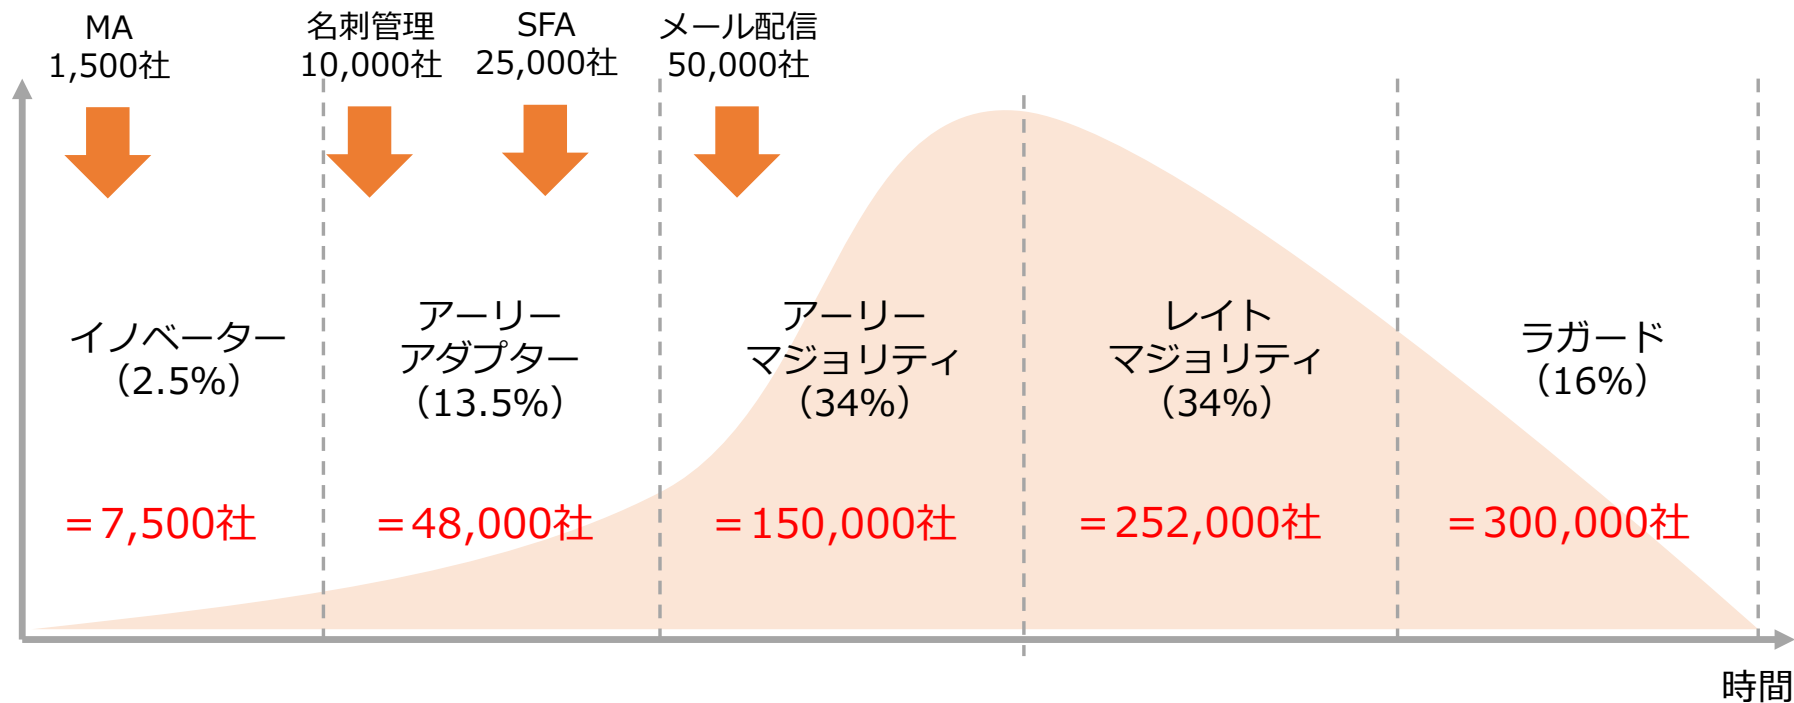 MA
1,500社
名刺管理
10,000社
SFA
25,000社
メール配信
50,000社
イノベーター
（2.5%）
アーリー
アダプター
（13.5%）
アーリー
マジョリティ
（34%）
レイト
マジョリティ
（34%）
ラガード
（16%）
＝7,500社
＝48,000社
＝150,000社
＝252,000社
＝300,000社
時間